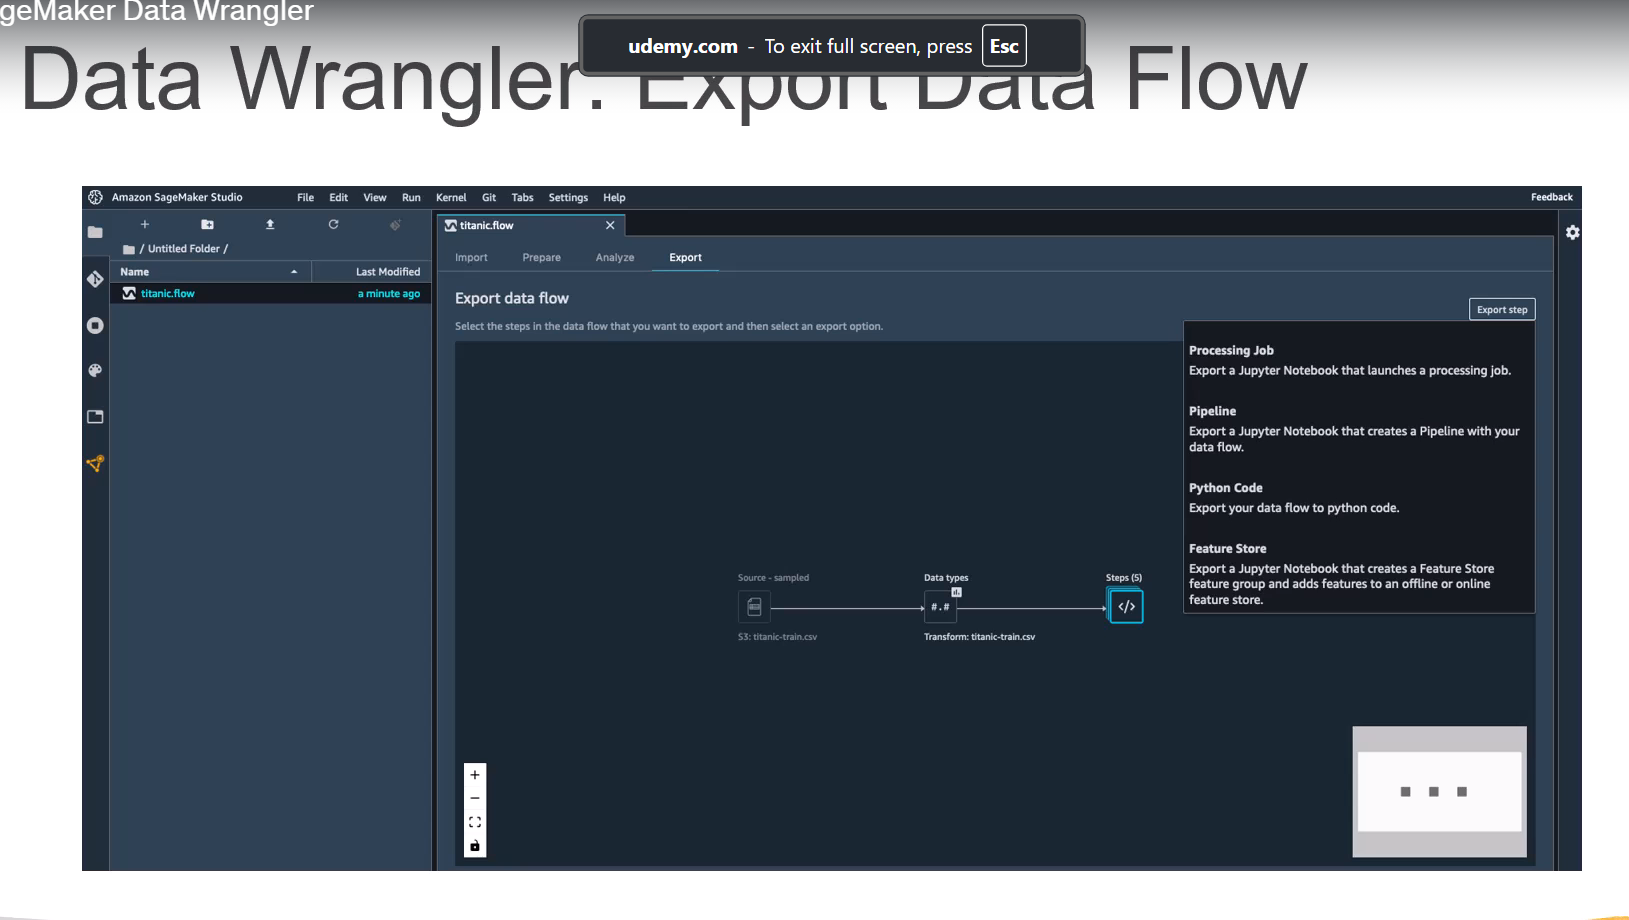 geMaker Data Wrangler
udemy.com - To exit full screen, press Esc
Data Wrangler: Export Data Flow
Amazon SageMaker Studio
File Edit View Run Kernel Git Tabs Settings Help
Feedback
/ Untitled Folder /
Name
Last Modified
titanic.flow
a minute ago
titanic.flow
Import Prepare Analyze Export
Export data flow
Select the steps in the data flow that you want to export and then select an export option.
Export step
Processing Job
Export a Jupyter Notebook that launches a processing job.
Pipeline
Export a Jupyter Notebook that creates a Pipeline with your
data flow.
Python Code
Export your data flow to python code.
Feature Store
Export a Jupyter Notebook that creates a Feature Store
feature group and adds features to an offline or online
feature store.
Source - sampled
S3: titanic-train.csv
Data types
#.#
Transform: titanic-train.csv
Steps (5)
</>